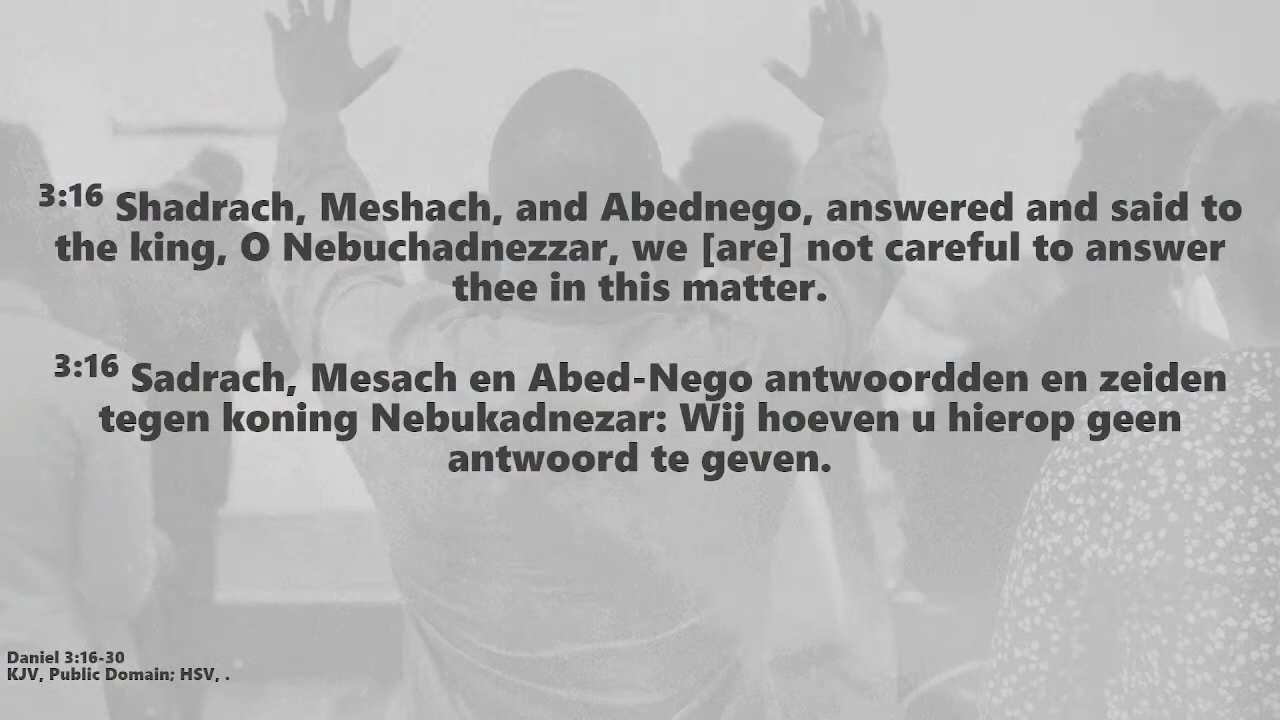 3:16 Shadrach, Meshach, and Abednego, answered and said to
the king, O Nebuchadnezzar, we [are] not careful to answer
thee in this matter.
3:16 Sadrach, Mesach en Abed-Nego antwoordden en zeiden
tegen koning Nebukadnezar: Wij hoeven u hierop geen
antwoord te geven.
Daniel 3:16-30
KJV, Public Domain; HSV, .